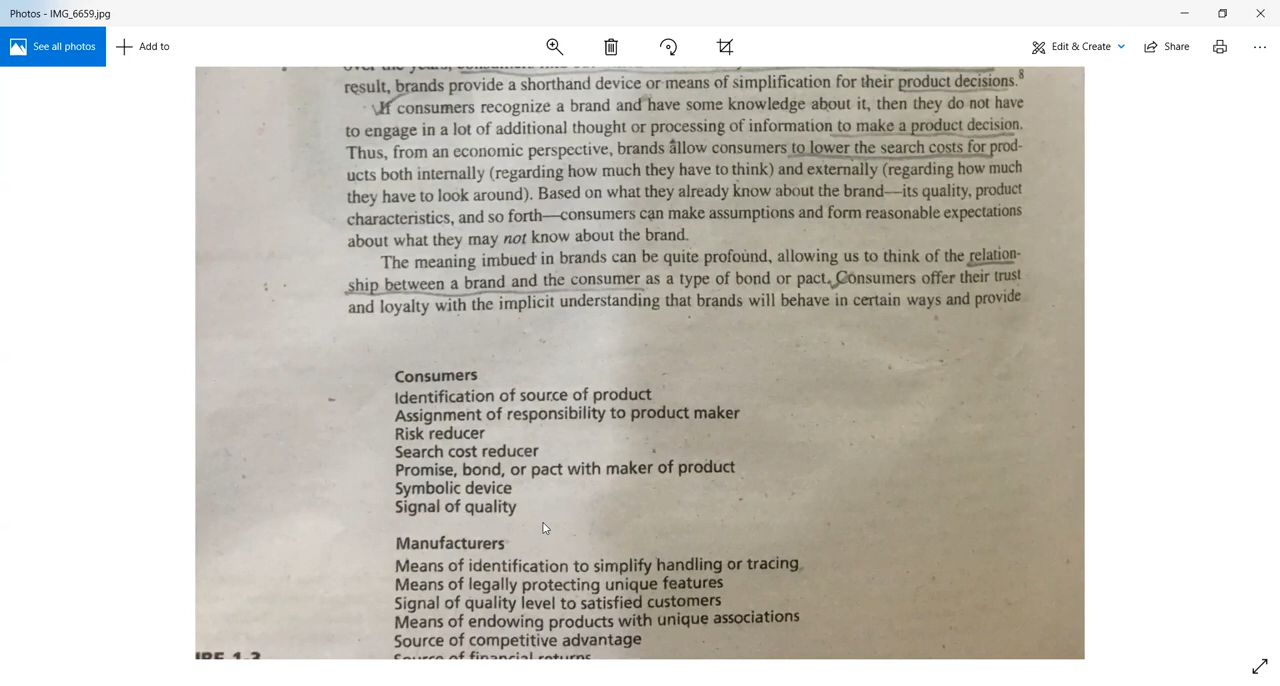 Photos - IMG_6659.jpg
See all photos
Add to
Edit & Create
Share
over the years,
result, brands provide a shorthand device or means of simplification for their product decisions.8
If consumers recognize a brand and have some knowledge about it, then they do not have
to engage in a lot of additional thought or processing of information to make a product decision.
Thus, from an economic perspective, brands allow consumers to lower the search costs for prod-
ucts both internally (regarding how much they have to think) and externally (regarding how much
they have to look around). Based on what they already know about the brand—its quality, product
characteristics, and so forth—consumers can make assumptions and form reasonable expectations
about what they may not know about the brand.
The meaning imbued in brands can be quite profound, allowing us to think of the relation-
ship between a brand and the consumer as a type of bond or pact. Consumers offer their trust
and loyalty with the implicit understanding that brands will behave in certain ways and provide
Consumers
Identification of source of product
Assignment of responsibility to product maker
Risk reducer
Search cost reducer
Promise, bond, or pact with maker of product
Symbolic device
Signal of quality
Manufacturers
Means of identification to simplify handling or tracing
Means of legally protecting unique features
Signal of quality level to satisfied customers
Means of endowing products with unique associations
Source of competitive advantage
Source of financial returns